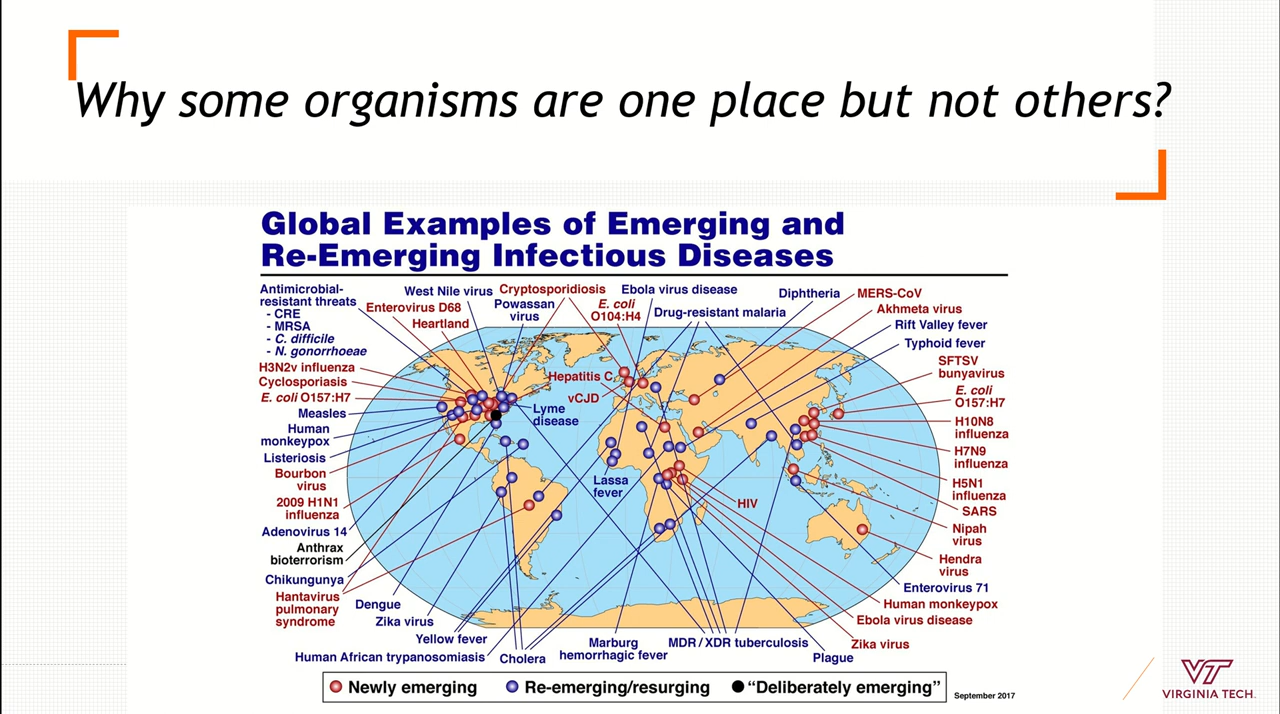 Why some organisms are one place but not others?
Global Examples of Emerging and
Re-Emerging Infectious Diseases
Antimicrobial-
resistant threats
- CRE
- MRSA
- C. difficile
- N. gonorrhoeae
West Nile virus
Enterovirus D68
Heartland
Cryptosporidiosis
Powassan
virus
E. coli
O104:H4
Ebola virus disease
Drug-resistant malaria
Diphtheria
MERS-CoV
Akhmeta virus
Rift Valley fever
Typhoid fever
SFTSV
bunyavirus
E. coli
O157:H7
H10N8
influenza
H7N9
influenza
H5N1
influenza
SARS
Nipah
virus
Hendra
virus
Enterovirus 71
Human monkeypox
Ebola virus disease
Zika virus
H3N2v influenza
Cyclosporiasis
E. coli O157:H7
Measles
Human
monkeypox
Listeriosis
Bourbon
virus
2009 H1N1
influenza
Adenovirus 14
Anthrax
bioterrorism
Chikungunya
Hantavirus
pulmonary
syndrome
Hepatitis C
vCJD
Lyme
disease
Lassa
fever
HIV
Dengue
Zika virus
Yellow fever
Human African trypanosomiasis
Cholera
Marburg
hemorrhagic fever
MDR / XDR tuberculosis
Plague
Newly emerging
Re-emerging/resurging
“Deliberately emerging”
September 2017
VT
VIRGINIA TECH.